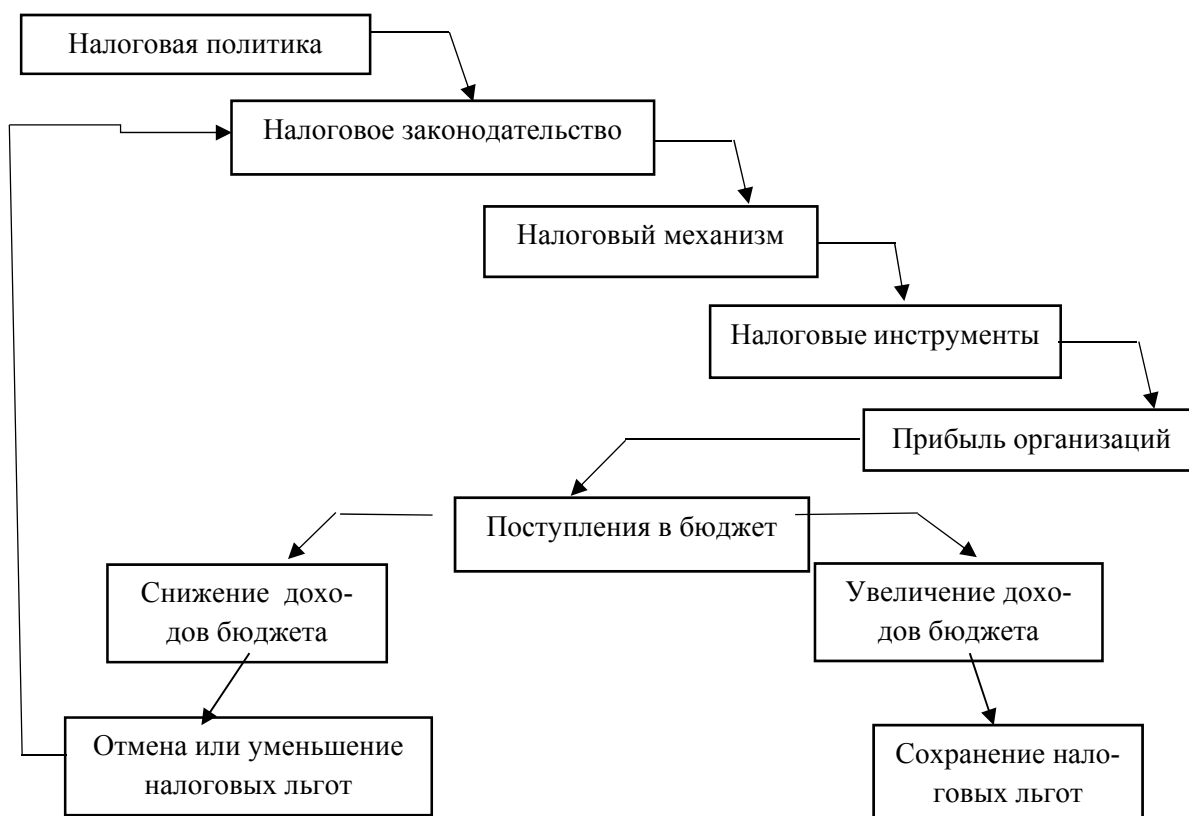 Налоговая политика
Налоговое законодательство
Налоговый механизм
Налоговые инструменты
Прибыль организаций
Поступления в бюджет
Снижение дохо-
дов бюджета
Увеличение дохо-
дов бюджета
Отмена или уменьшение
налоговых льгот
Сохранение нало-
говых льгот